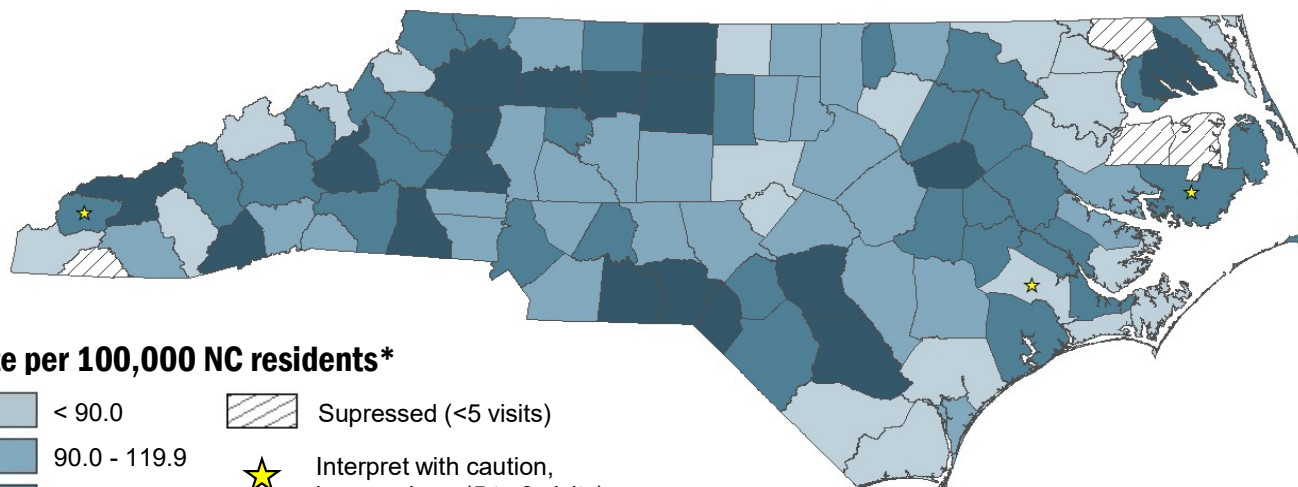 per 100,000 NC residents*
< 90.0
Supressed (<5 visits)
90.0 - 119.9
Interpret with caution,